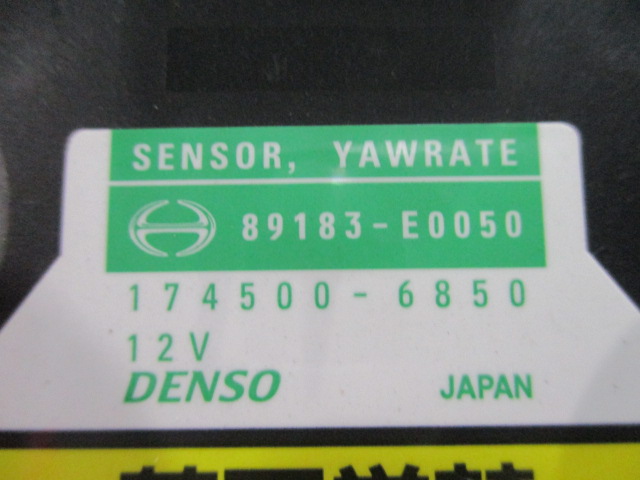 SENSOR, YAWRATE
89183-E0050
174500-6850
12V
DENSO JAPAN